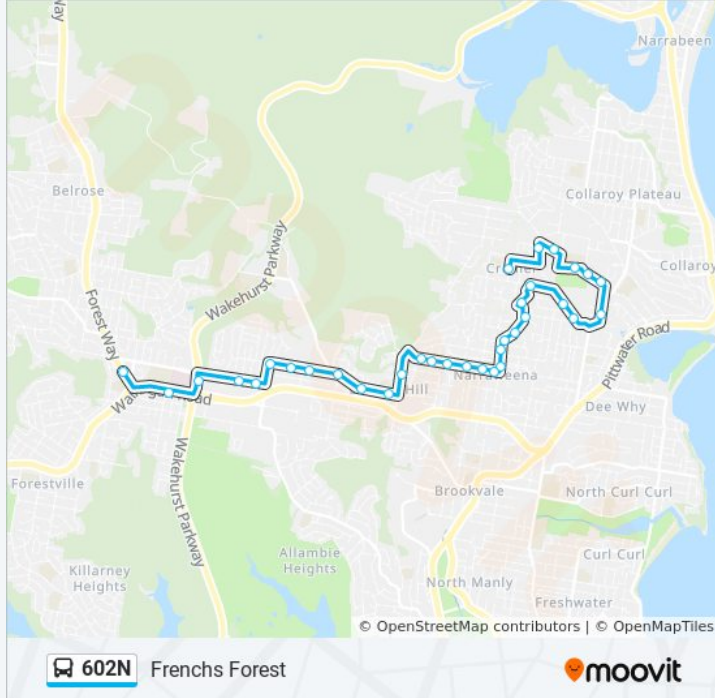 Way
Narrabeen
Belrose
Collaroy Plateau
Wakehurst Parkway
Collaroy
Forest Way
Pittwater Road
Hill
Narraweena
Dee Why
Forestville
Wakehurst Parkway
Brookvale
North Curl Curl
Allambie
Heights
Curl Curl
Killarney
Heights
North Manly
Freshwater
© OpenStreetMap contributors | © OpenMapTiles
602N Frenchs Forest
moovit